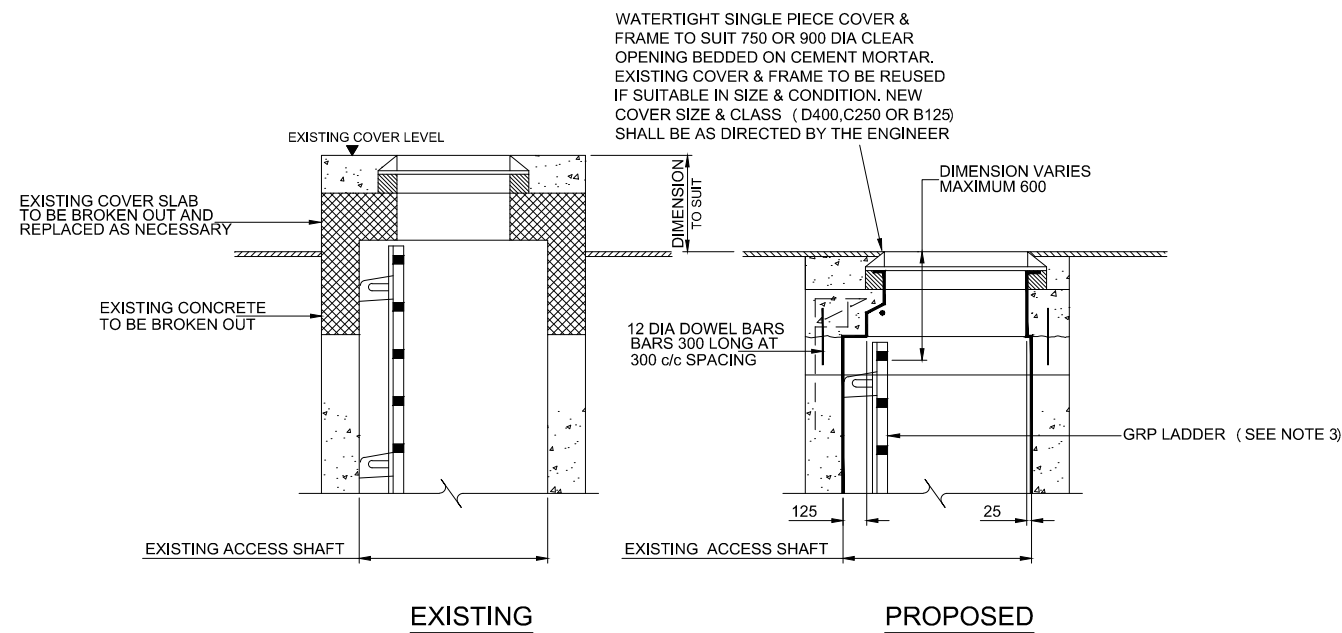 WATERTIGHT SINGLE PIECE COVER &
FRAME TO SUIT 750 OR 900 DIA CLEAR
OPENING BEDDED ON CEMENT MORTAR.
EXISTING COVER & FRAME TO BE REUSED
IF SUITABLE IN SIZE & CONDITION. NEW
COVER SIZE & CLASS ( D400,C250 OR B125)
SHALL BE AS DIRECTED BY THE ENGINEER
EXISTING COVER LEVEL
EXISTING COVER SLAB
TO BE BROKEN OUT AND
REPLACED AS NECESSARY
EXISTING CONCRETE
TO BE BROKEN OUT
DIMENSION
TO SUIT
DIMENSION VARIES
MAXIMUM 600
12 DIA DOWEL BARS
BARS 300 LONG AT
300 c/c SPACING
GRP LADDER ( SEE NOTE 3)
125
25
EXISTING ACCESS SHAFT
EXISTING ACCESS SHAFT
EXISTING
PROPOSED